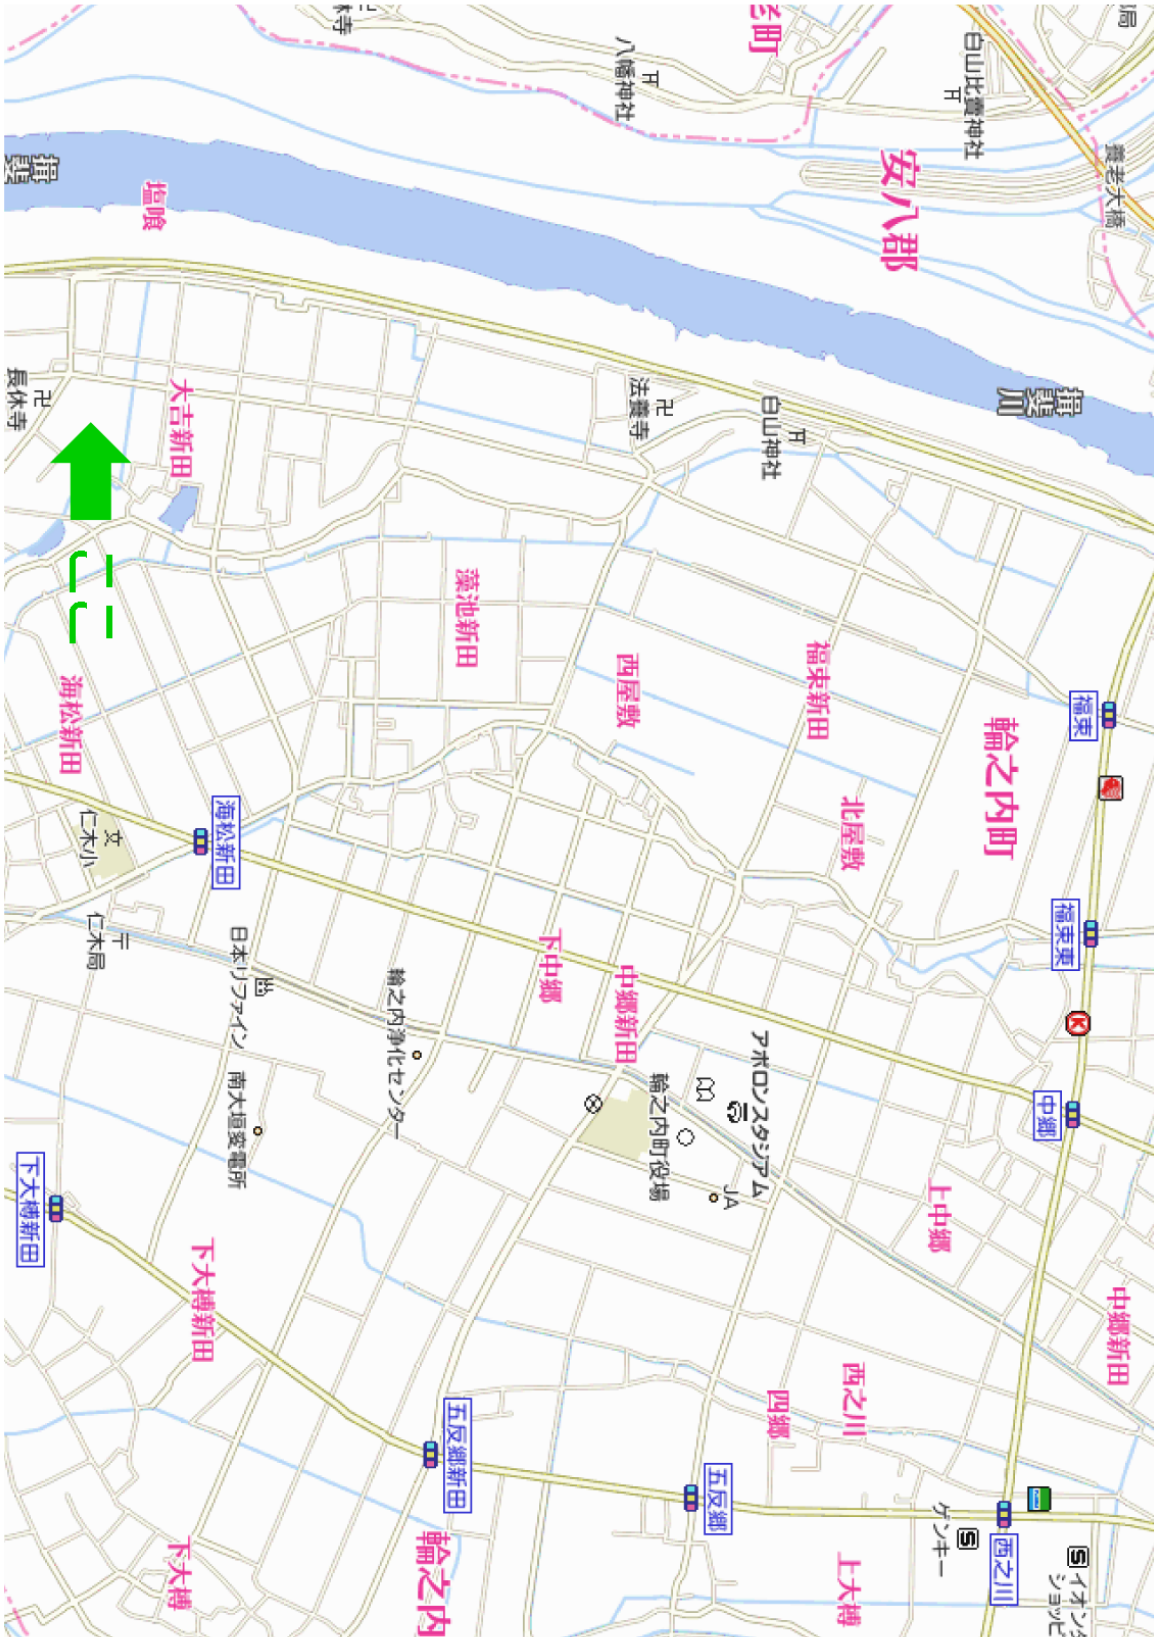 養老大橋
福束
福束東
中郷
中郷新田
イオンタ
ショッピ
白山比賣神社
安八郡
揖斐川
輪之内町
上中郷
西之川
ゲンキー
老町
白山神社
福束新田
北屋敷
アポロンスタジアム
JA
西之川
四郷
上大榑
八幡神社
法養寺
西屋敷
中郷新田
輪之内町役場
五反郷
藻池新田
下中郷
輪之内浄化センター
五反郷新田
輪之内
塩喰
大吉新田
海松新田
日本リファイン
南大垣変電所
下大榑新田
下大榑
揖斐
長休寺
ここ
海松新田
文
仁木小
仁木局
下大榑新田